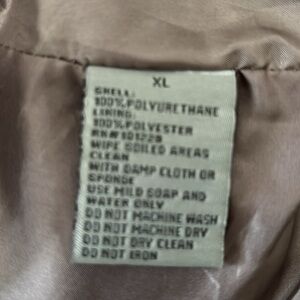 XL
SHELL:
100%POLYURETHANE
LINING:
100%POLYESTER
RN#101228
WIPE SOILED AREAS
CLEAN
WITH DAMP CLOTH OR
SPONGE
USE MILD SOAP AND
WATER ONLY
DO NOT MACHINE WASH
DO NOT MACHINE DRY
DO NOT DRY CLEAN
DO NOT IRON